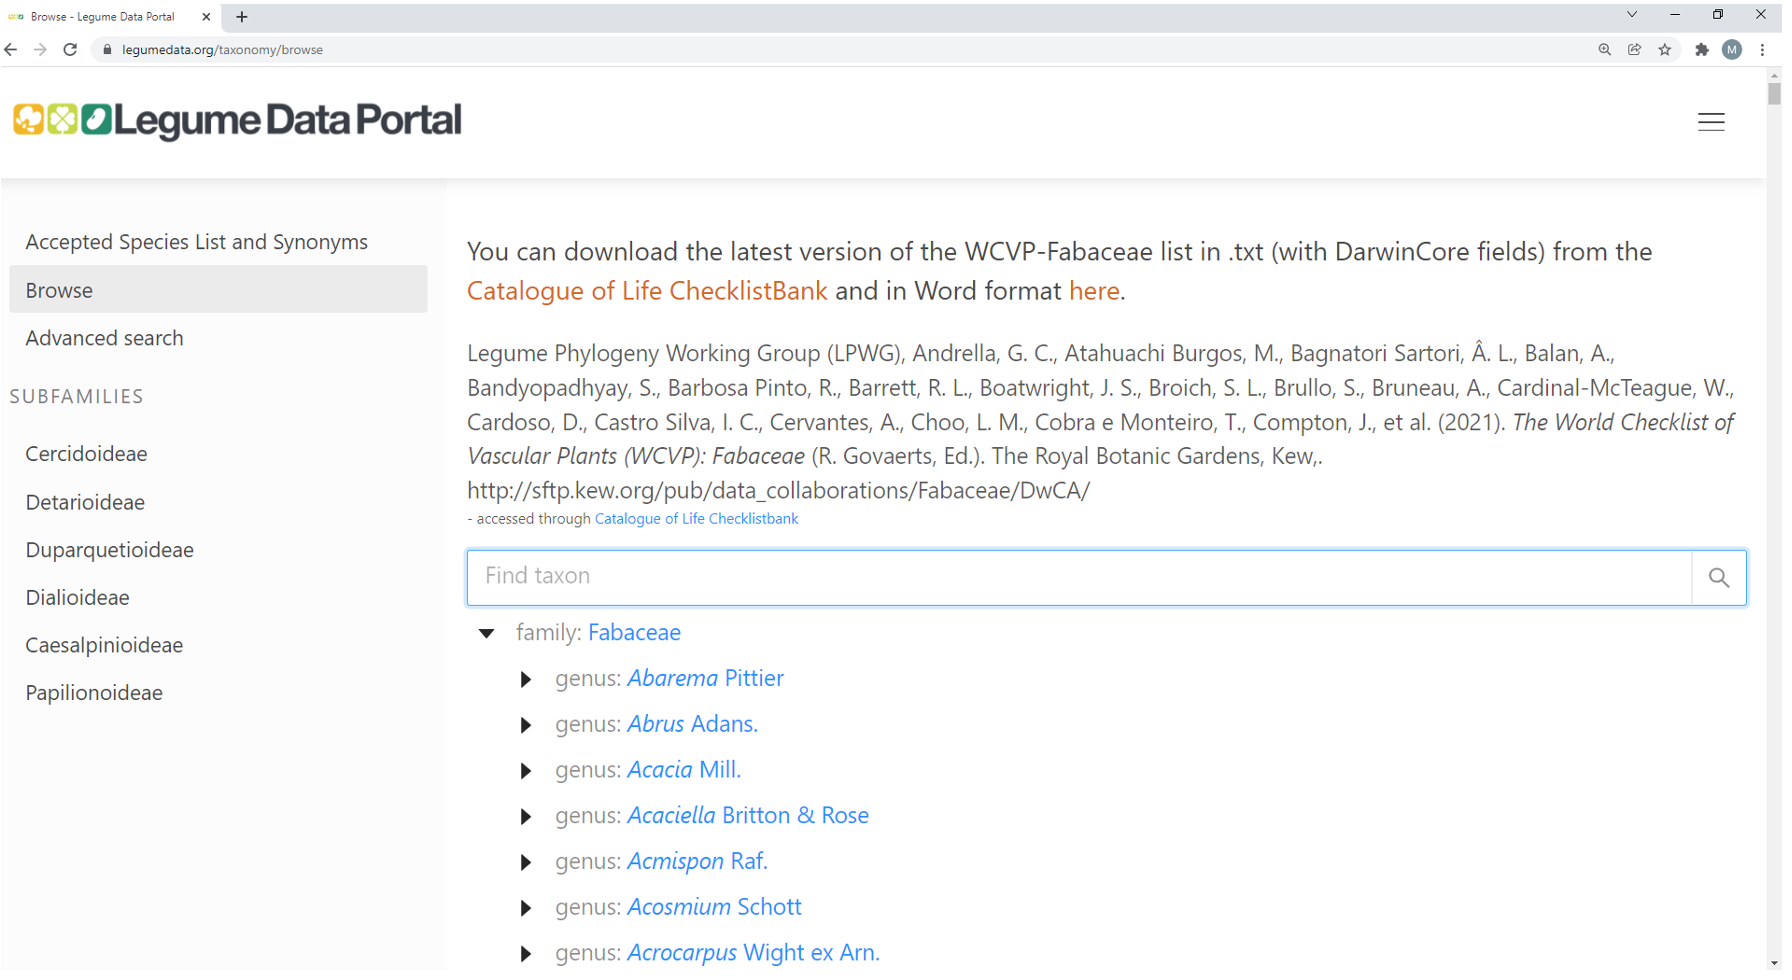 Browse - Legume Data Portal
legumedata.org/taxonomy/browse
M
Legume Data Portal
Accepted Species List and Synonyms
Browse
Advanced search
SUBFAMILIES
Cercidoideae
Detarioideae
Duparquetioideae
Dialioideae
Caesalpinioideae
Papilionoideae
You can download the latest version of the WCVP-Fabaceae list in .txt (with DarwinCore fields) from the
Catalogue of Life ChecklistBank and in Word format here.
Legume Phylogeny Working Group (LPWG), Andrella, G. C., Atahuachi Burgos, M., Bagnatori Sartori, Â. L., Balan, A.,
Bandyopadhyay, S., Barbosa Pinto, R., Barrett, R. L., Boatwright, J. S., Broich, S. L., Brullo, S., Bruneau, A., Cardinal-McTeague, W.,
Cardoso, D., Castro Silva, I. C., Cervantes, A., Choo, L. M., Cobra e Monteiro, T., Compton, J., et al. (2021). The World Checklist of
Vascular Plants (WCVP): Fabaceae (R. Govaerts, Ed.). The Royal Botanic Gardens, Kew,.
http://sftp.kew.org/pub/data_collaborations/Fabaceae/DwCA/
- accessed through Catalogue of Life Checklistbank
Find taxon
family: Fabaceae
genus: Abarema Pittier
genus: Abrus Adans.
genus: Acacia Mill.
genus: Acaciella Britton & Rose
genus: Acmispon Raf.
genus: Acosmium Schott
genus: Acrocarpus Wight ex Arn.